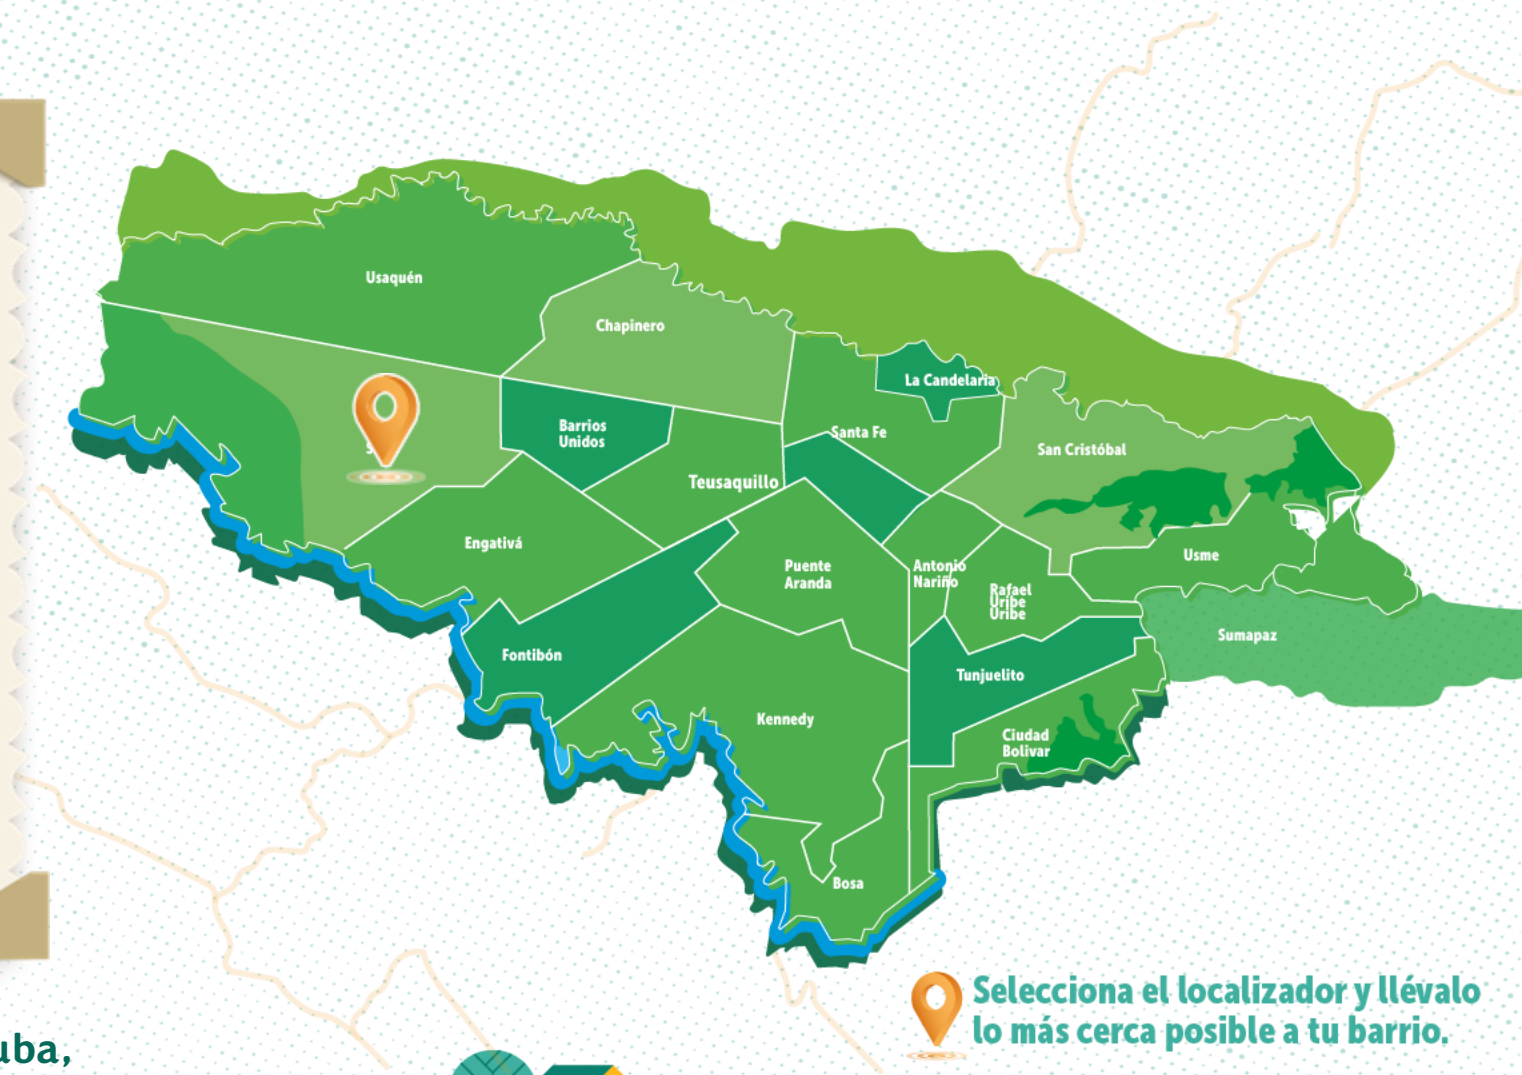 Usaquén
Chapinero
La Candelaria
Barrios
Unidos
Santa Fe
San Cristóbal
Teusaquillo
Engativá
Puente
Aranda
Antonio
Nariño
Rafael
Uribe
Uribe
Usme
Sumapaz
Fontibón
Tunjuelito
Kennedy
Ciudad
Bolivar
Bosa
Selecciona el localizador y llévalo
lo más cerca posible a tu barrio.
uba,